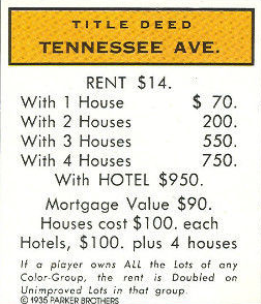 TITLE DEED
TENNESSEE AVE.
RENT $14.
With 1 House $ 70.
With 2 Houses 200.
With 3 Houses 550.
With 4 Houses 750.
With HOTEL $950.
Mortgage Value $90.
Houses cost $100. each
Hotels, $100. plus 4 houses
If a player owns ALL the Lots of any
Color-Group, the rent is Doubled on
Unimproved Lots in that group.
© 1935 PARKER BROTHERS